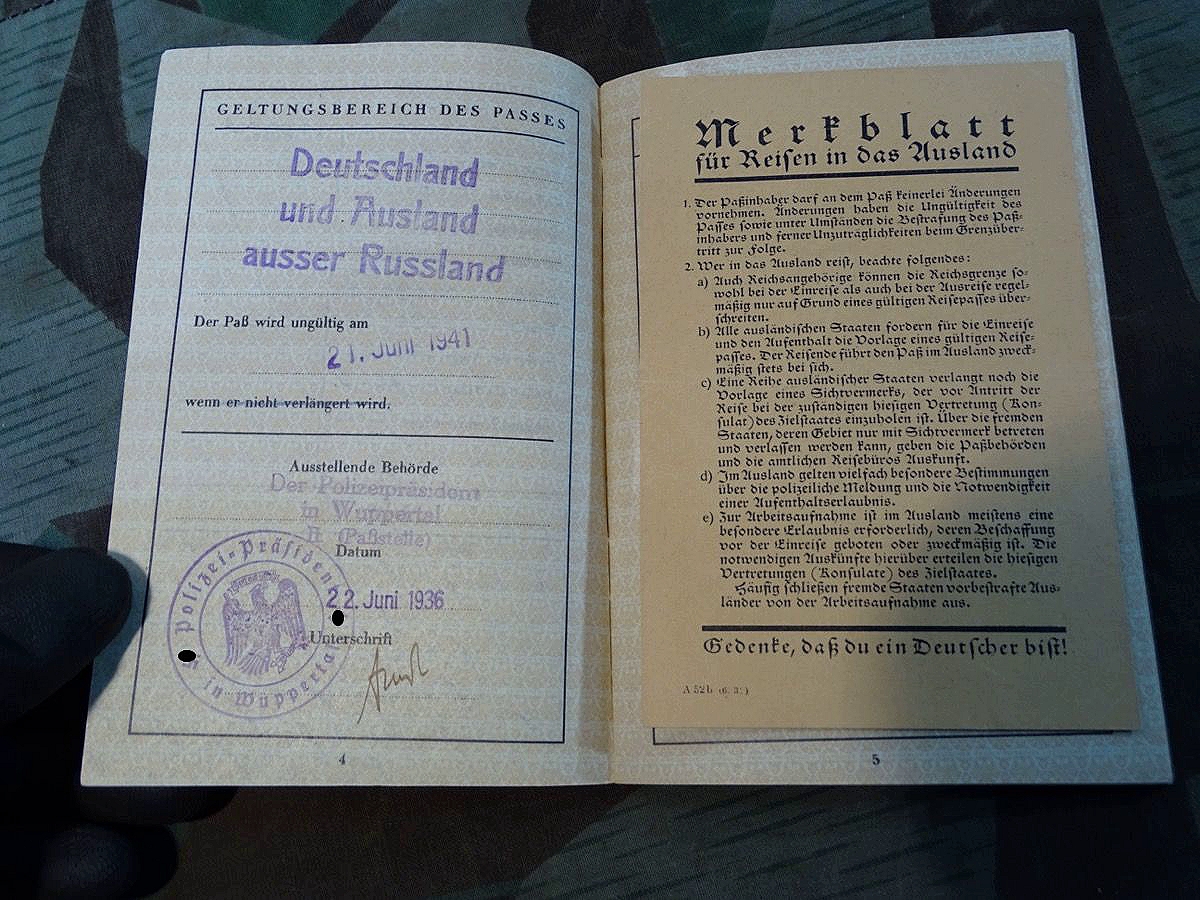 GELTUNGSBEREICH DES PASSES
Deutschland
und Ausland
ausser Russland
Der Paß wird ungültig am
21. Juni 1941
wenn er nicht verlängert wird.
Ausstellende Behörde
Der Polizeipräsident
in Wuppertal
(Paßstelle)
Datum
22. Juni 1936
Unterschrift
Polizei-Präsident
in Wuppertal
4
Merkblatt
für Reisen in das Ausland
1. Der Paßinhaber darf an dem Paß keinerlei Änderungen
vornehmen. Änderungen haben die Ungültigkeit des
Passes sowie unter Umständen die Bestrafung des Paß-
inhabers und ferner Unzuträglichkeiten beim Grenzüber-
tritt zur Folge.
2. Wer in das Ausland reist, beachte folgendes:
a) Auch Reichsangehörige können die Reichsgrenze so-
wohl bei der Einreise als auch bei der Ausreise regel-
mäßig nur auf Grund eines gültigen Reisepasses über-
schreiten.
b) Alle ausländischen Staaten fordern für die Einreise
und den Aufenthalt die Vorlage eines gültigen Reise-
passes. Der Reisende führt den Paß im Ausland zweck-
mäßig stets bei sich.
c) Eine Reihe ausländischer Staaten verlangt noch die
Vorlage eines Sichtvermerks, der vor Antritt der
Reise bei der zuständigen hiesigen Vertretung (Kon-
sulat) des Zielstaates einzuholen ist. Über die fremden
Staaten, deren Gebiet nur mit Sichtvermerk betreten
und verlassen werden kann, geben die Paßbehörden
und die amtlichen Reisebüros Auskunft.
d) Im Ausland gelten vielfach besondere Bestimmungen
über die polizeiliche Meldung und die Notwendigkeit
einer Aufenthaltserlaubnis.
e) Zur Arbeitsaufnahme ist im Ausland meistens eine
besondere Erlaubnis erforderlich, deren Beschaffung
vor der Einreise geboten oder zweckmäßig ist. Die
notwendigen Auskünfte hierüber erteilen die hiesigen
Vertretungen (Konsulate) des Zielstaates.
Häufig schließen fremde Staaten vorbestrafte Aus-
länder von der Arbeitsaufnahme aus.
Gedenke, daß du ein Deutscher bist!
A 52b
5